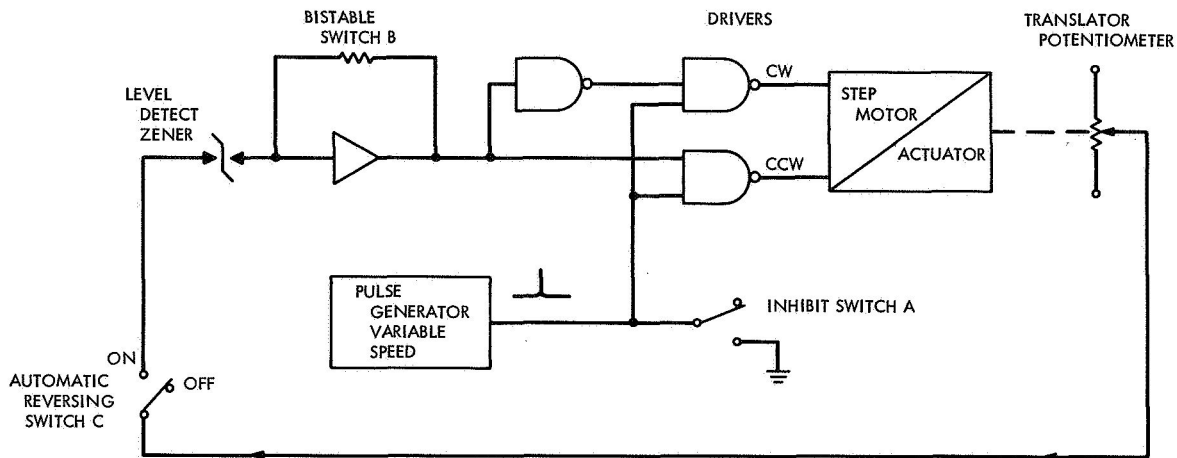 BISTABLE
SWITCH B
DRIVERS
TRANSLATOR
POTENTIOMETER
LEVEL
DETECT
ZENER
CW
CCW
STEP
MOTOR
ACTUATOR
PULSE
GENERATOR
VARIABLE
SPEED
INHIBIT SWITCH A
ON
OFF
AUTOMATIC
REVERSING
SWITCH C